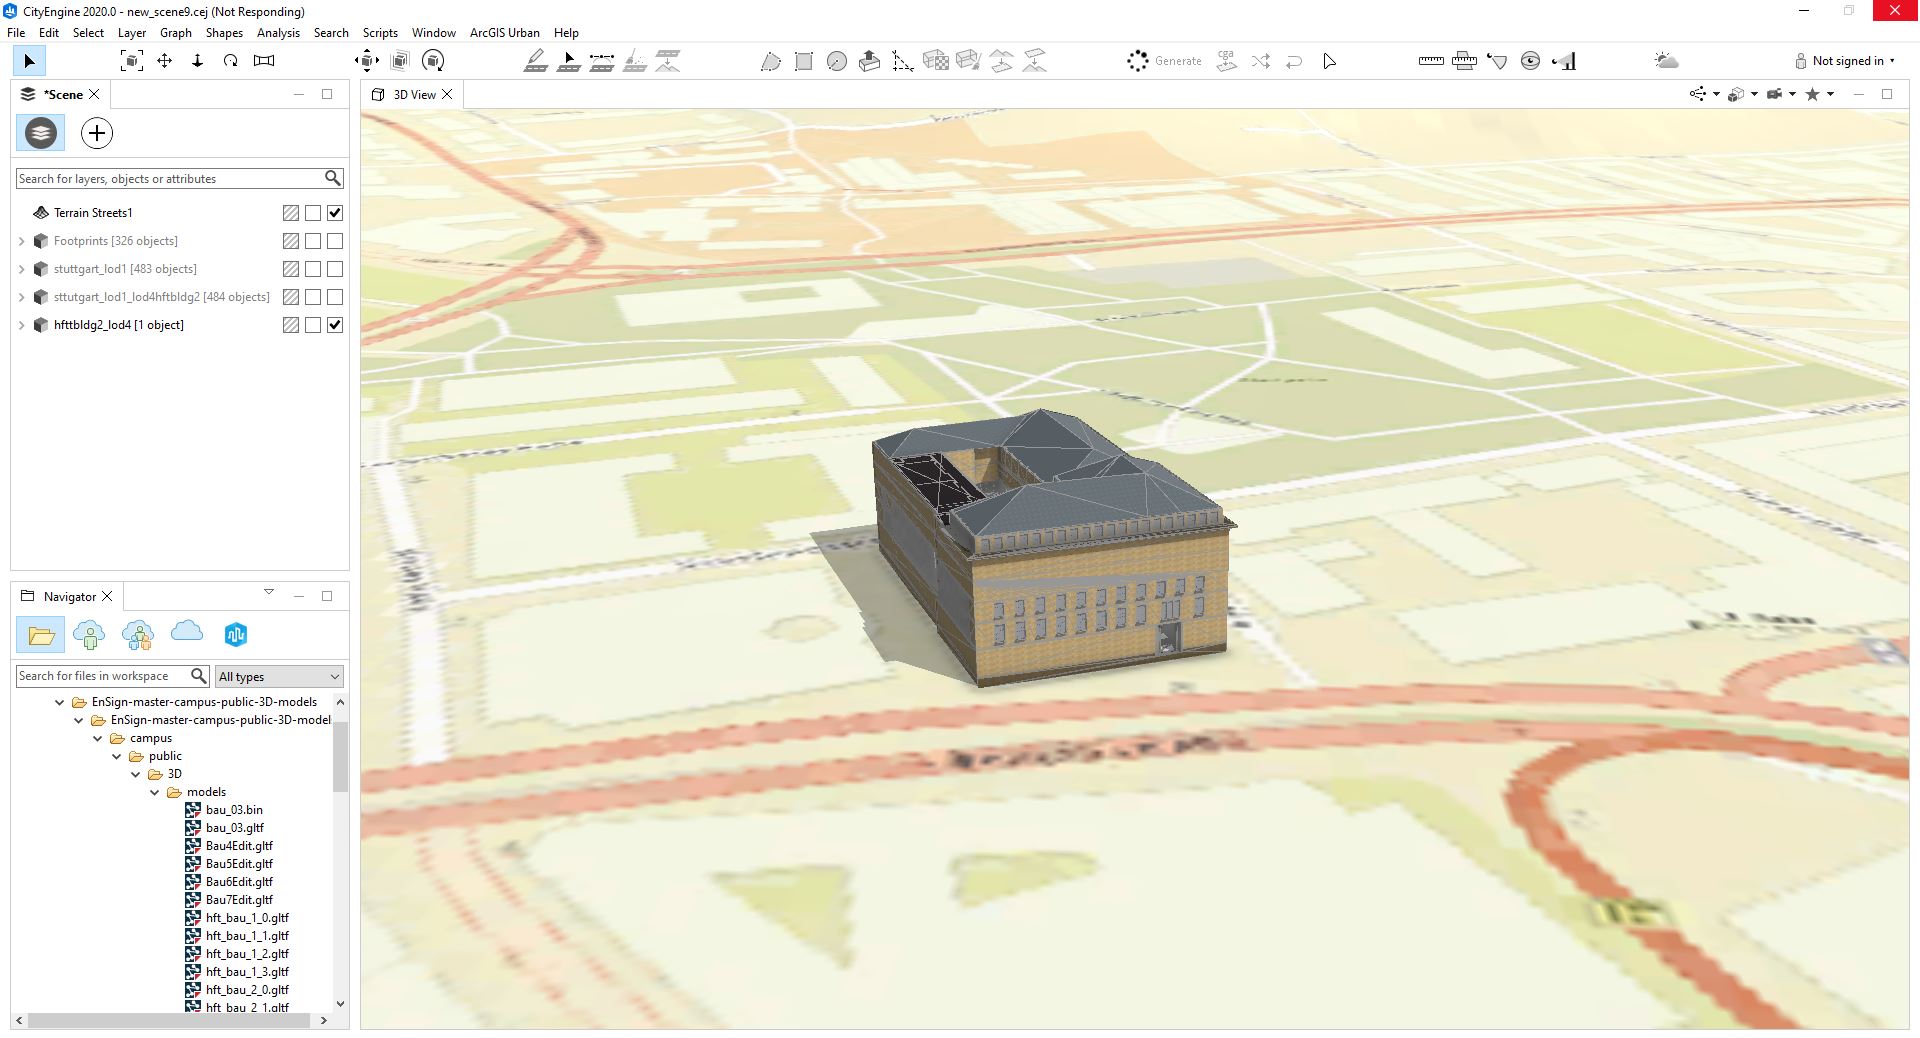 CityEngine 2020.0 - new_scene9.cej (Not Responding)
File Edit Select Layer Graph Shapes Analysis Search Scripts Window ArcGIS Urban Help
Generate
cga
Not signed in
*Scene
3D View
Search for layers, objects or attributes
Terrain Streets1
Footprints [326 objects]
stuttgart_lod1 [483 objects]
sttutgart_lod1_lod4hftbldg2 [484 objects]
hfttbldg2_lod4 [1 object]
Navigator
Search for files in workspace
All types
EnSign-master-campus-public-3D-models
EnSign-master-campus-public-3D-model
campus
public
3D
models
bau_03.bin
bau_03.gltf
Bau4Edit.gltf
Bau5Edit.gltf
Bau6Edit.gltf
Bau7Edit.gltf
hft_bau_1_0.gltf
hft_bau_1_1.gltf
hft_bau_1_2.gltf
hft_bau_1_3.gltf
hft_bau_2_0.gltf
hft_bau_2_1.gltf